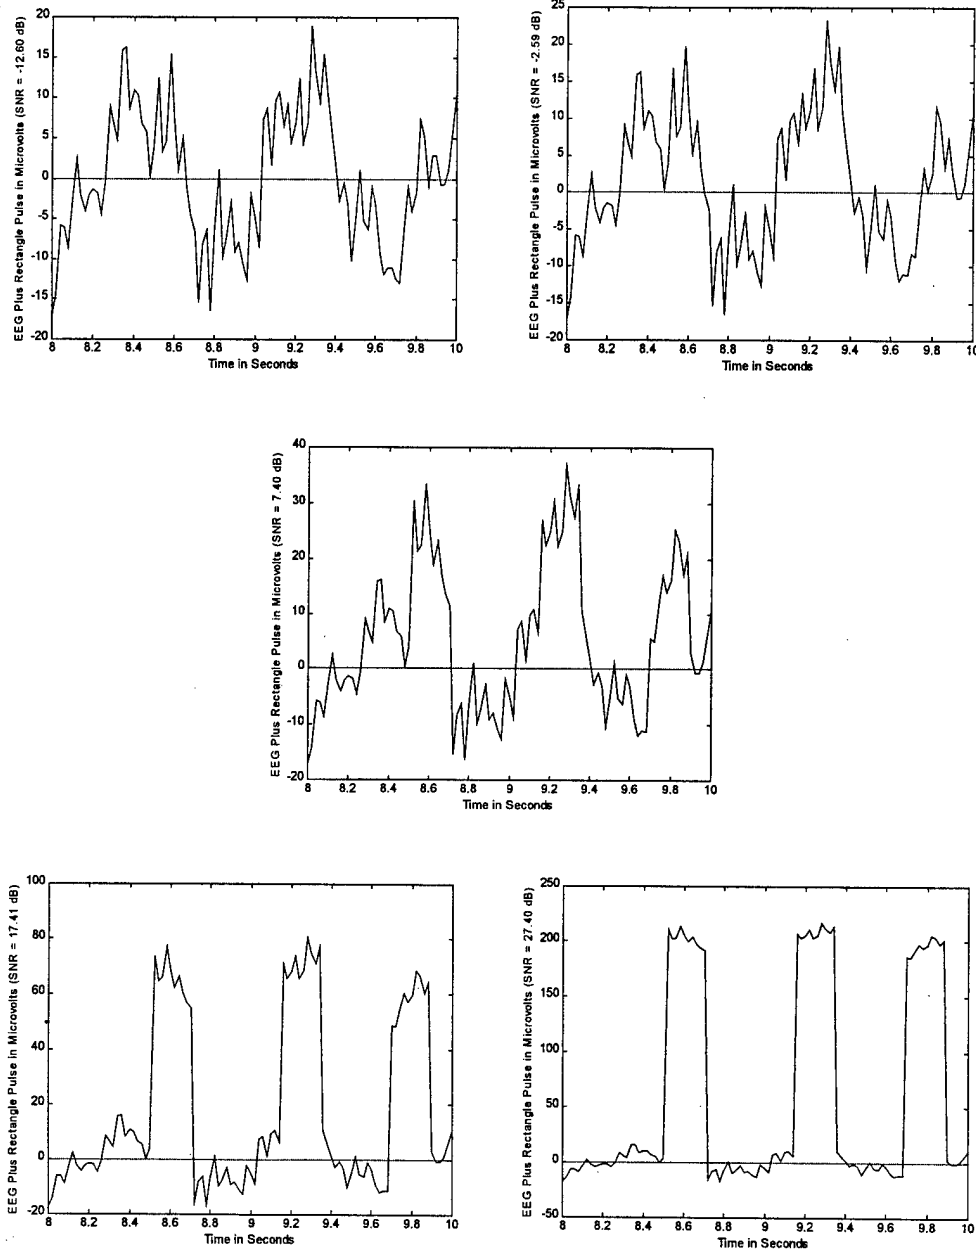 EEG Plus Rectangle Pulse in Microvolts (SNR = -12.60 dB)
20
15
10
5
0
-5
-10
-15
-20
8 8.2 8.4 8.6 8.8 9 9.2 9.4 9.6 9.8 10
Time in Seconds
EEG Plus Rectangle Pulse in Microvolts (SNR = -2.59 dB)
25
20
15
10
5
0
-5
-10
-15
-20
8 8.2 8.4 8.6 8.8 9 9.2 9.4 9.6 9.8 10
Time in Seconds
EEG Plus Rectangle Pulse in Microvolts (SNR = 7.40 dB)
40
30
20
10
0
-10
-20
8 8.2 8.4 8.6 8.8 9 9.2 9.4 9.6 9.8 10
Time in Seconds
EEG Plus Rectangle Pulse in Microvolts (SNR = 17.41 dB)
100
80
60
40
20
0
-20
8 8.2 8.4 8.6 8.8 9 9.2 9.4 9.6 9.8 10
Time in Seconds
EEG Plus Rectangle Pulse in Microvolts (SNR = 27.40 dB)
250
200
150
100
50
0
-50
8 8.2 8.4 8.6 8.8 9 9.2 9.4 9.6 9.8 10
Time in Seconds